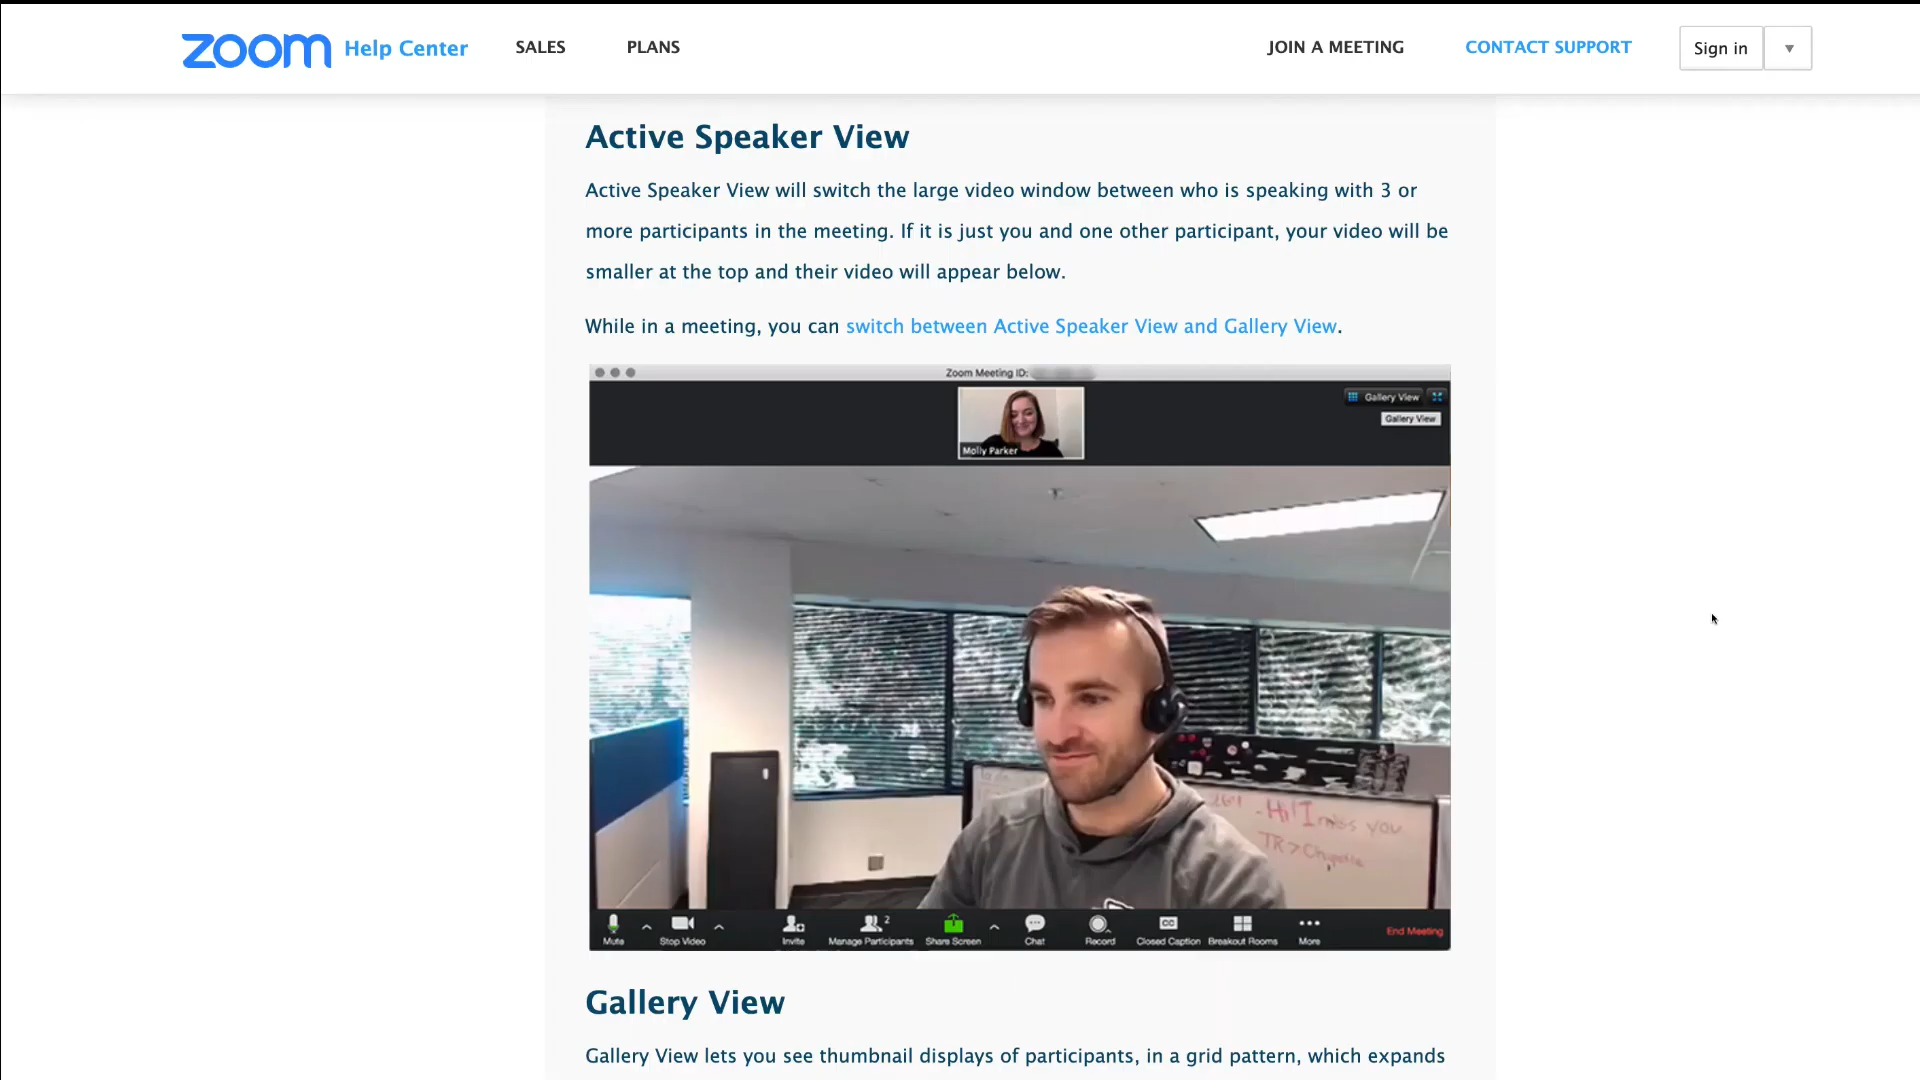 zoom Help Center SALES PLANS JOIN A MEETING CONTACT SUPPORT Sign in
Active Speaker View
Active Speaker View will switch the large video window between who is speaking with 3 or
more participants in the meeting. If it is just you and one other participant, your video will be
smaller at the top and their video will appear below.
While in a meeting, you can switch between Active Speaker View and Gallery View.
Zoom Meeting ID:
Gallery View
Gallery View
Molly Parker
- Hi! I miss you
TR > Chipotle
Mute Stop Video Invite Manage Participants 2 Share Screen Chat Record CC Closed Caption Breakout Rooms More End Meeting
Gallery View
Gallery View lets you see thumbnail displays of participants, in a grid pattern, which expands